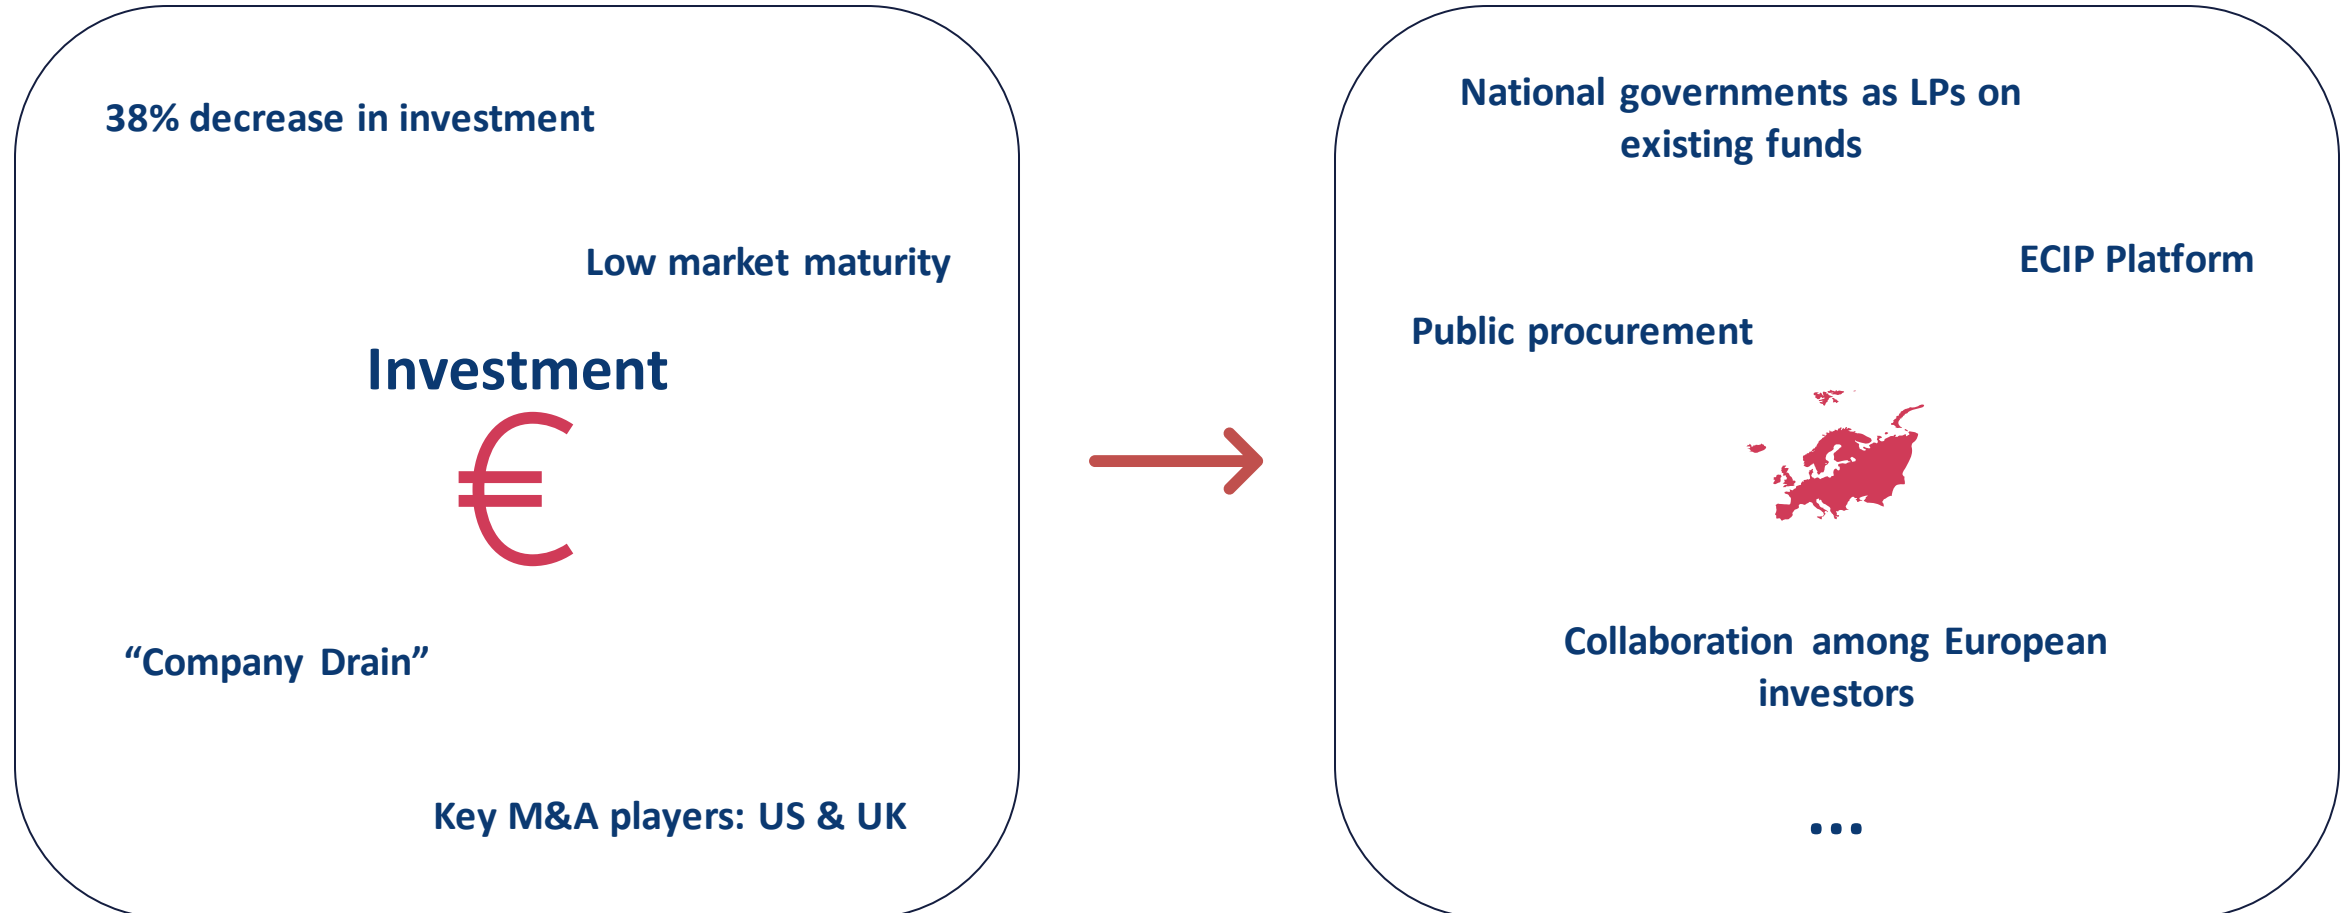 38% decrease in investment
Low market maturity
Investment
€
“Company Drain”
Key M&A players: US & UK
National governments as LPs on
existing funds
ECIP Platform
Public procurement
Collaboration among European
investors
...